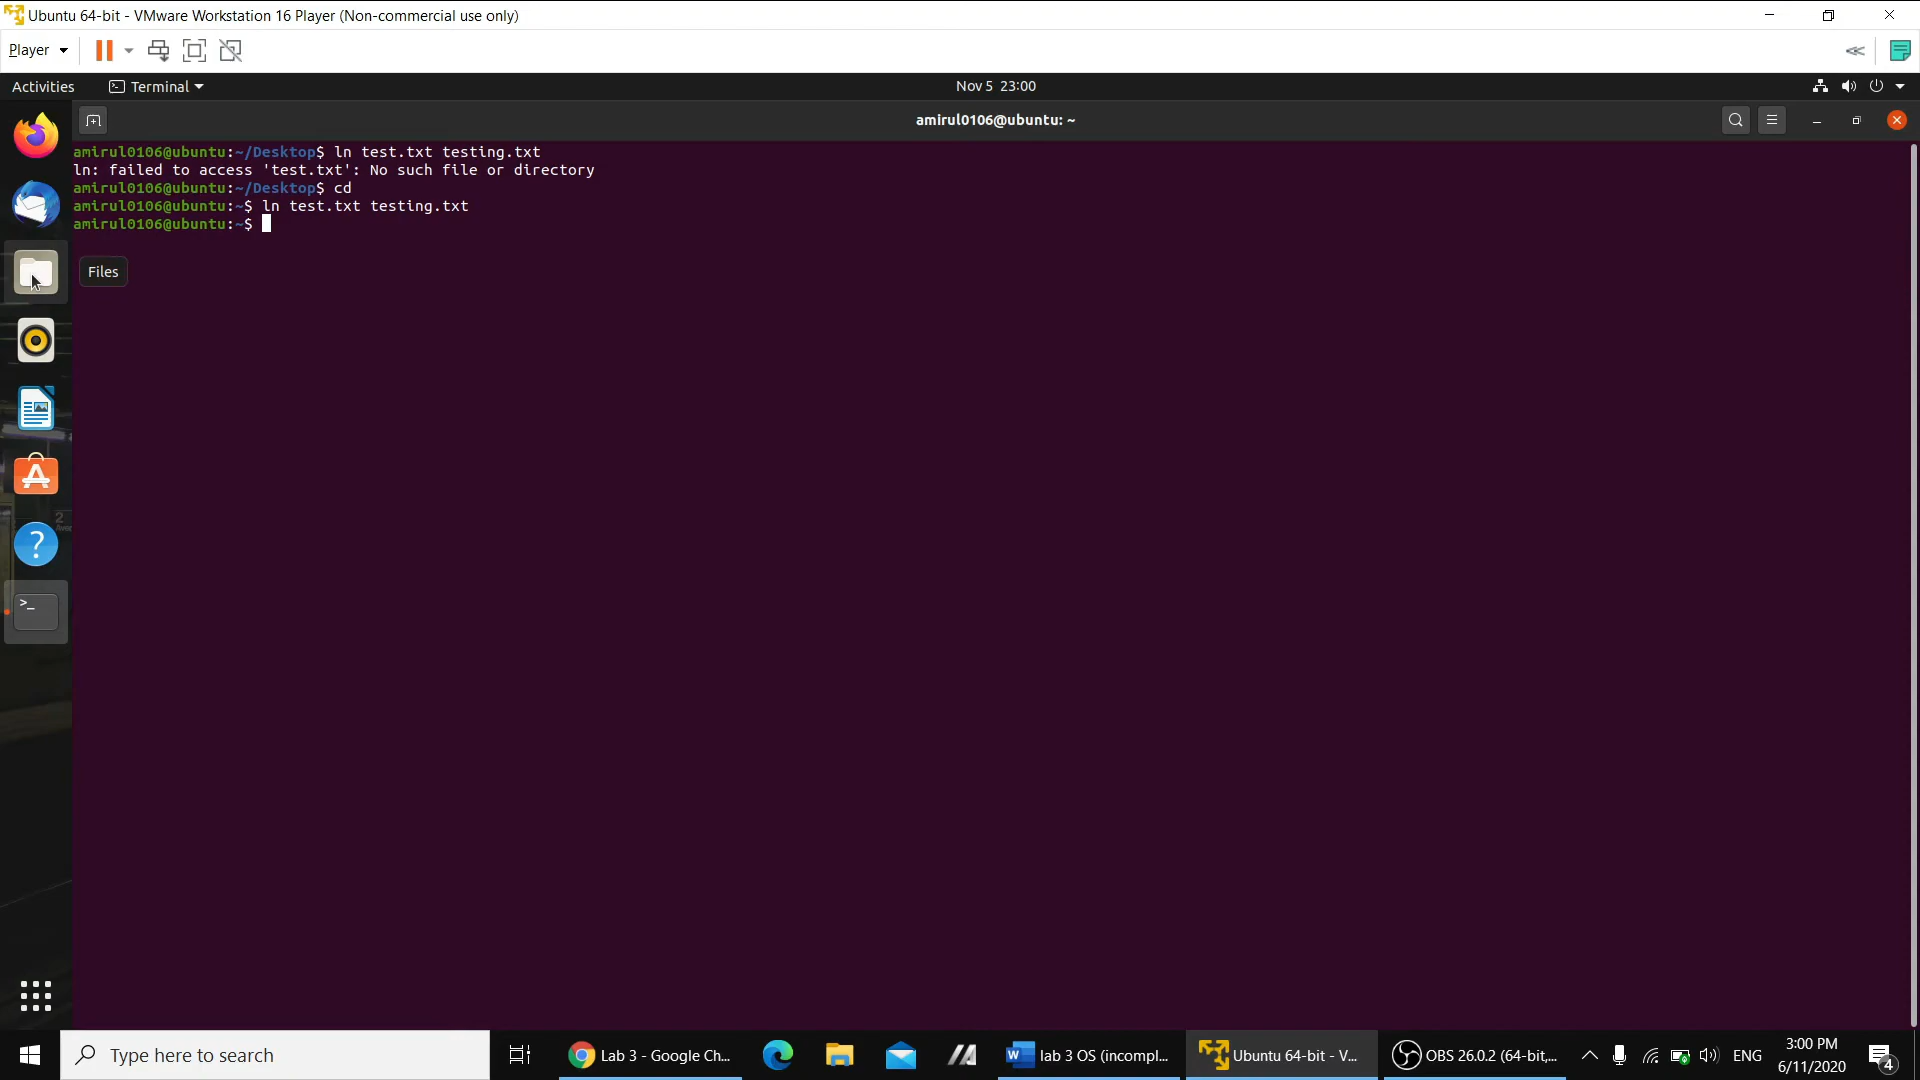 Ubuntu 64-bit - VMware Workstation 16 Player (Non-commercial use only)
Player
Activities
Terminal
Nov 5 23:00
amirul0106@ubuntu: ~
amirul0106@ubuntu:~/Desktop$ ln test.txt testing.txt
ln: failed to access 'test.txt': No such file or directory
amirul0106@ubuntu:~/Desktop$ cd
amirul0106@ubuntu:~$ ln test.txt testing.txt
amirul0106@ubuntu:~$
Files
Type here to search
Lab 3 - Google Ch...
lab 3 OS (incompl...
Ubuntu 64-bit - V...
OBS 26.0.2 (64-bit,...
ENG
3:00 PM
6/11/2020
4